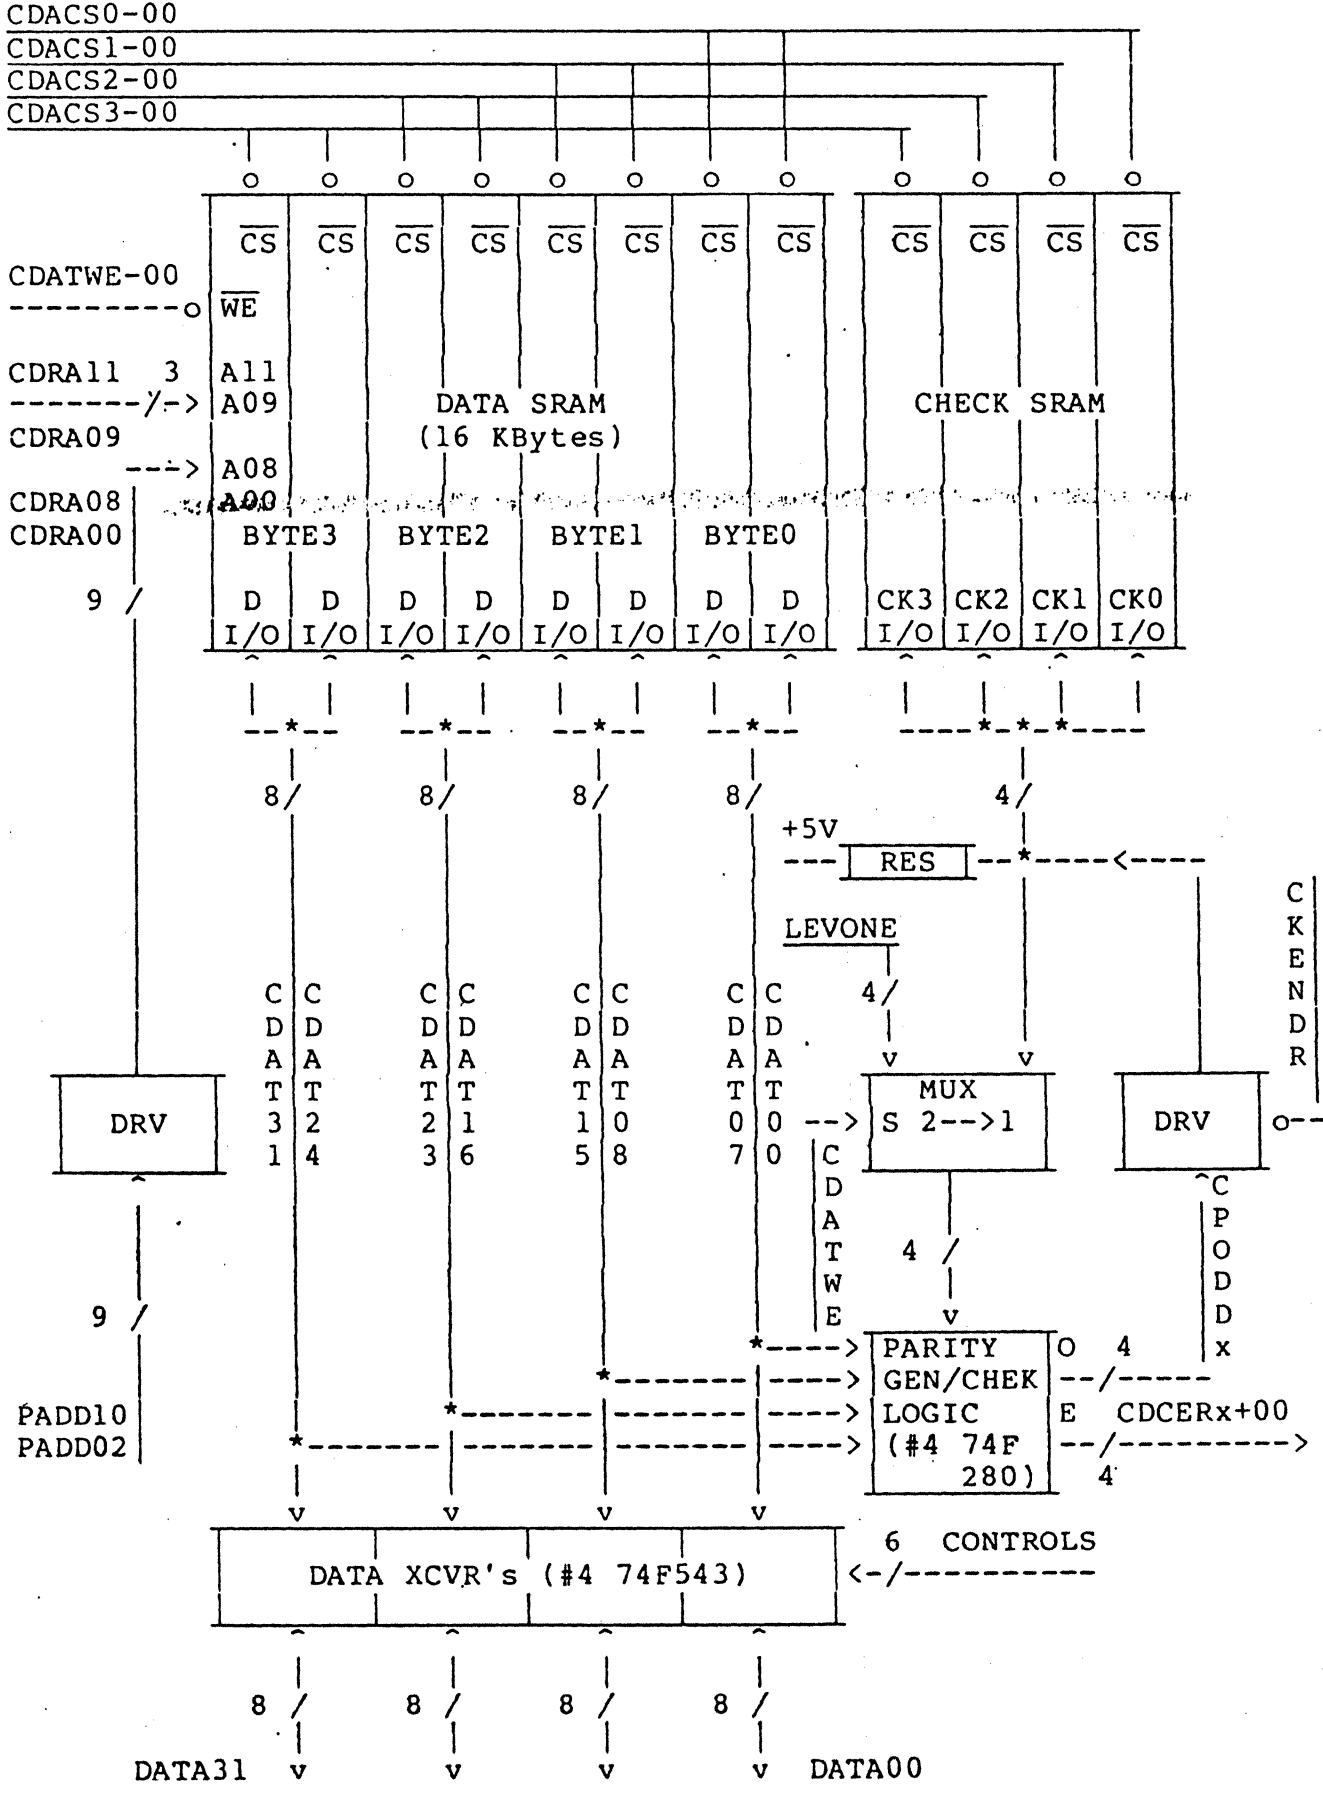 CDACS0-00
CDACS1-00
CDACS2-00
CDACS3-00
CS CS CS CS CS CS CS CS CS CS CS CS
CDATWE-00
WE
CDRA11 3 A11
A09 DATA SRAM CHECK SRAM
CDRA09 (16 KBytes)
A08
CDRA08 A00
CDRA00 BYTE3 BYTE2 BYTE1 BYTE0
9 D D D D D D D D CK3 CK2 CK1 CK0
I/O I/O I/O I/O I/O I/O I/O I/O I/O I/O I/O I/O
8 8 8 8 4
+5V
RES
CKENDR
LEVONE
4
CDAT31 CDAT24 CDAT23 CDAT16 CDAT15 CDAT08 CDAT07 CDAT00
MUX
DRV S 2-->1 DRV
CDATWE
CPODDx
4
9
PARITY O 4
GEN/CHEK
PADD10 LOGIC E CDCERx+00
PADD02 (#4 74F
280) 4
6 CONTROLS
DATA XCVR's (#4 74F543)
8 8 8 8
DATA31 DATA00